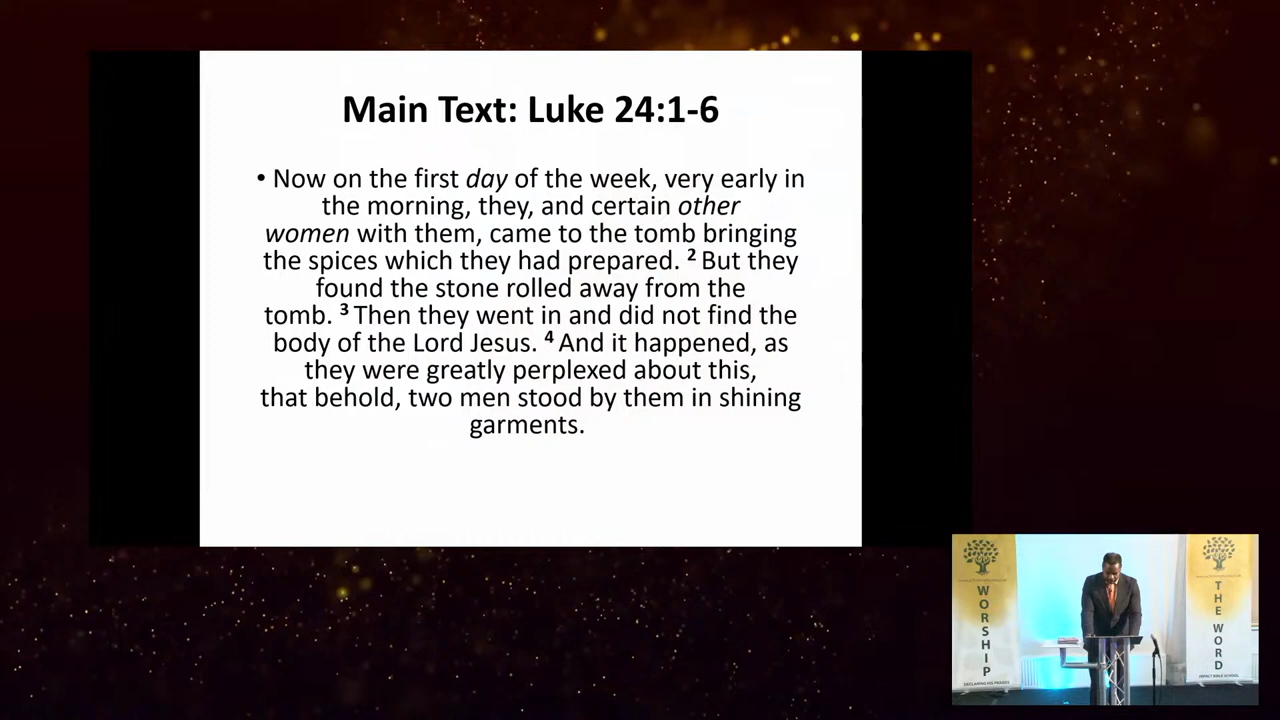 Main Text: Luke 24:1-6
• Now on the first day of the week, very early in
the morning, they, and certain other
women with them, came to the tomb bringing
the spices which they had prepared. 2 But they
found the stone rolled away from the
tomb. 3 Then they went in and did not find the
body of the Lord Jesus. 4 And it happened, as
they were greatly perplexed about this,
that behold, two men stood by them in shining
garments.
WORSHIP
DECLARING HIS PRAISES
THE WORD
IMPACT BIBLE SCHOOL